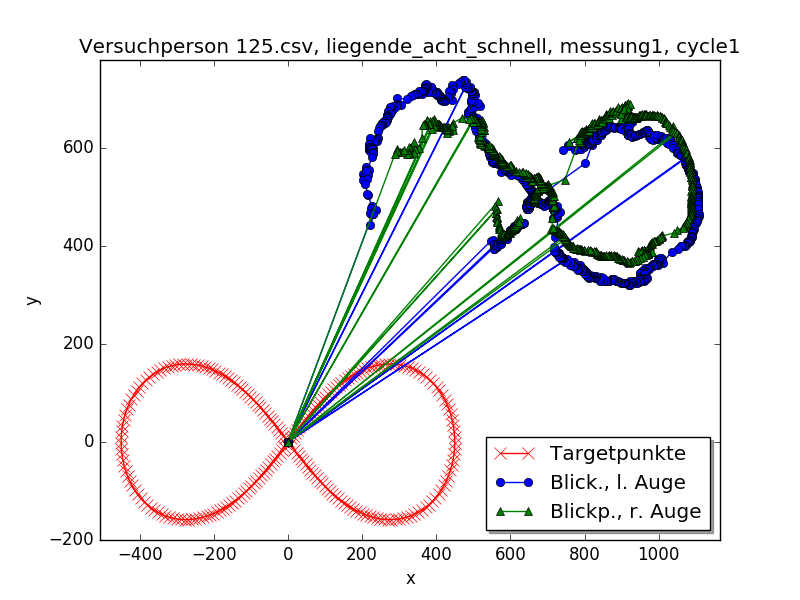 Versuchperson 125.csv, liegende_acht_schnell, messung1, cycle1
y
600
400
200
0
−200
−400
−200
0
200
400
600
800
1000
x
Targetpunkte
Blick., l. Auge
Blickp., r. Auge